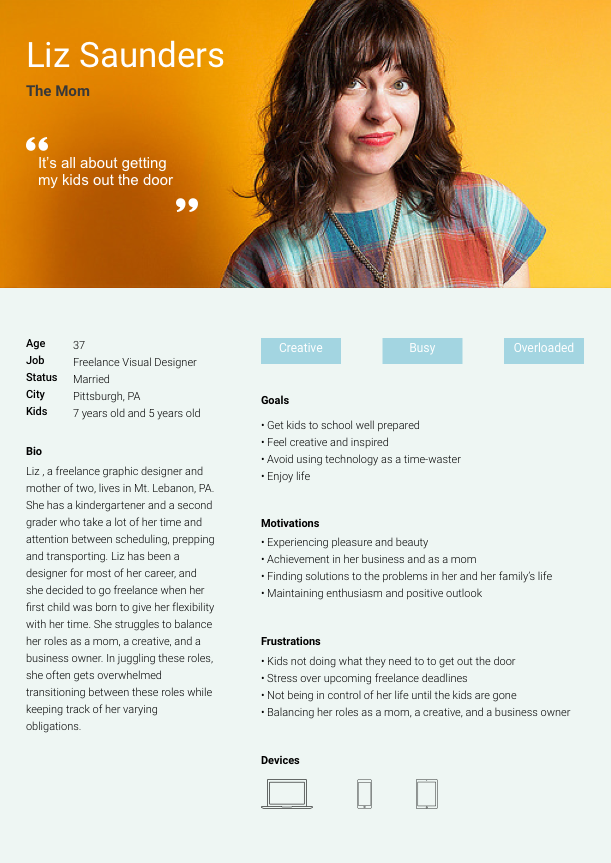 Liz Saunders
The Mom
“
It's all about getting
my kids out the door
”
Age 37
Job Freelance Visual Designer
Status Married
City Pittsburgh, PA
Kids 7 years old and 5 years old
Bio
Liz , a freelance graphic designer and
mother of two, lives in Mt. Lebanon, PA.
She has a kindergartener and a second
grader who take a lot of her time and
attention between scheduling, prepping
and transporting. Liz has been a
designer for most of her career, and
she decided to go freelance when her
first child was born to give her flexibility
with her time. She struggles to balance
her roles as a mom, a creative, and a
business owner. In juggling these roles,
she often gets overwhelmed
transitioning between these roles while
keeping track of her varying
obligations.
Creative Busy Overloaded
Goals
• Get kids to school well prepared
• Feel creative and inspired
• Avoid using technology as a time-waster
• Enjoy life
Motivations
• Experiencing pleasure and beauty
• Achievement in her business and as a mom
• Finding solutions to the problems in her and her family's life
• Maintaining enthusiasm and positive outlook
Frustrations
• Kids not doing what they need to to get out the door
• Stress over upcoming freelance deadlines
• Not being in control of her life until the kids are gone
• Balancing her roles as a mom, a creative, and a business owner
Devices